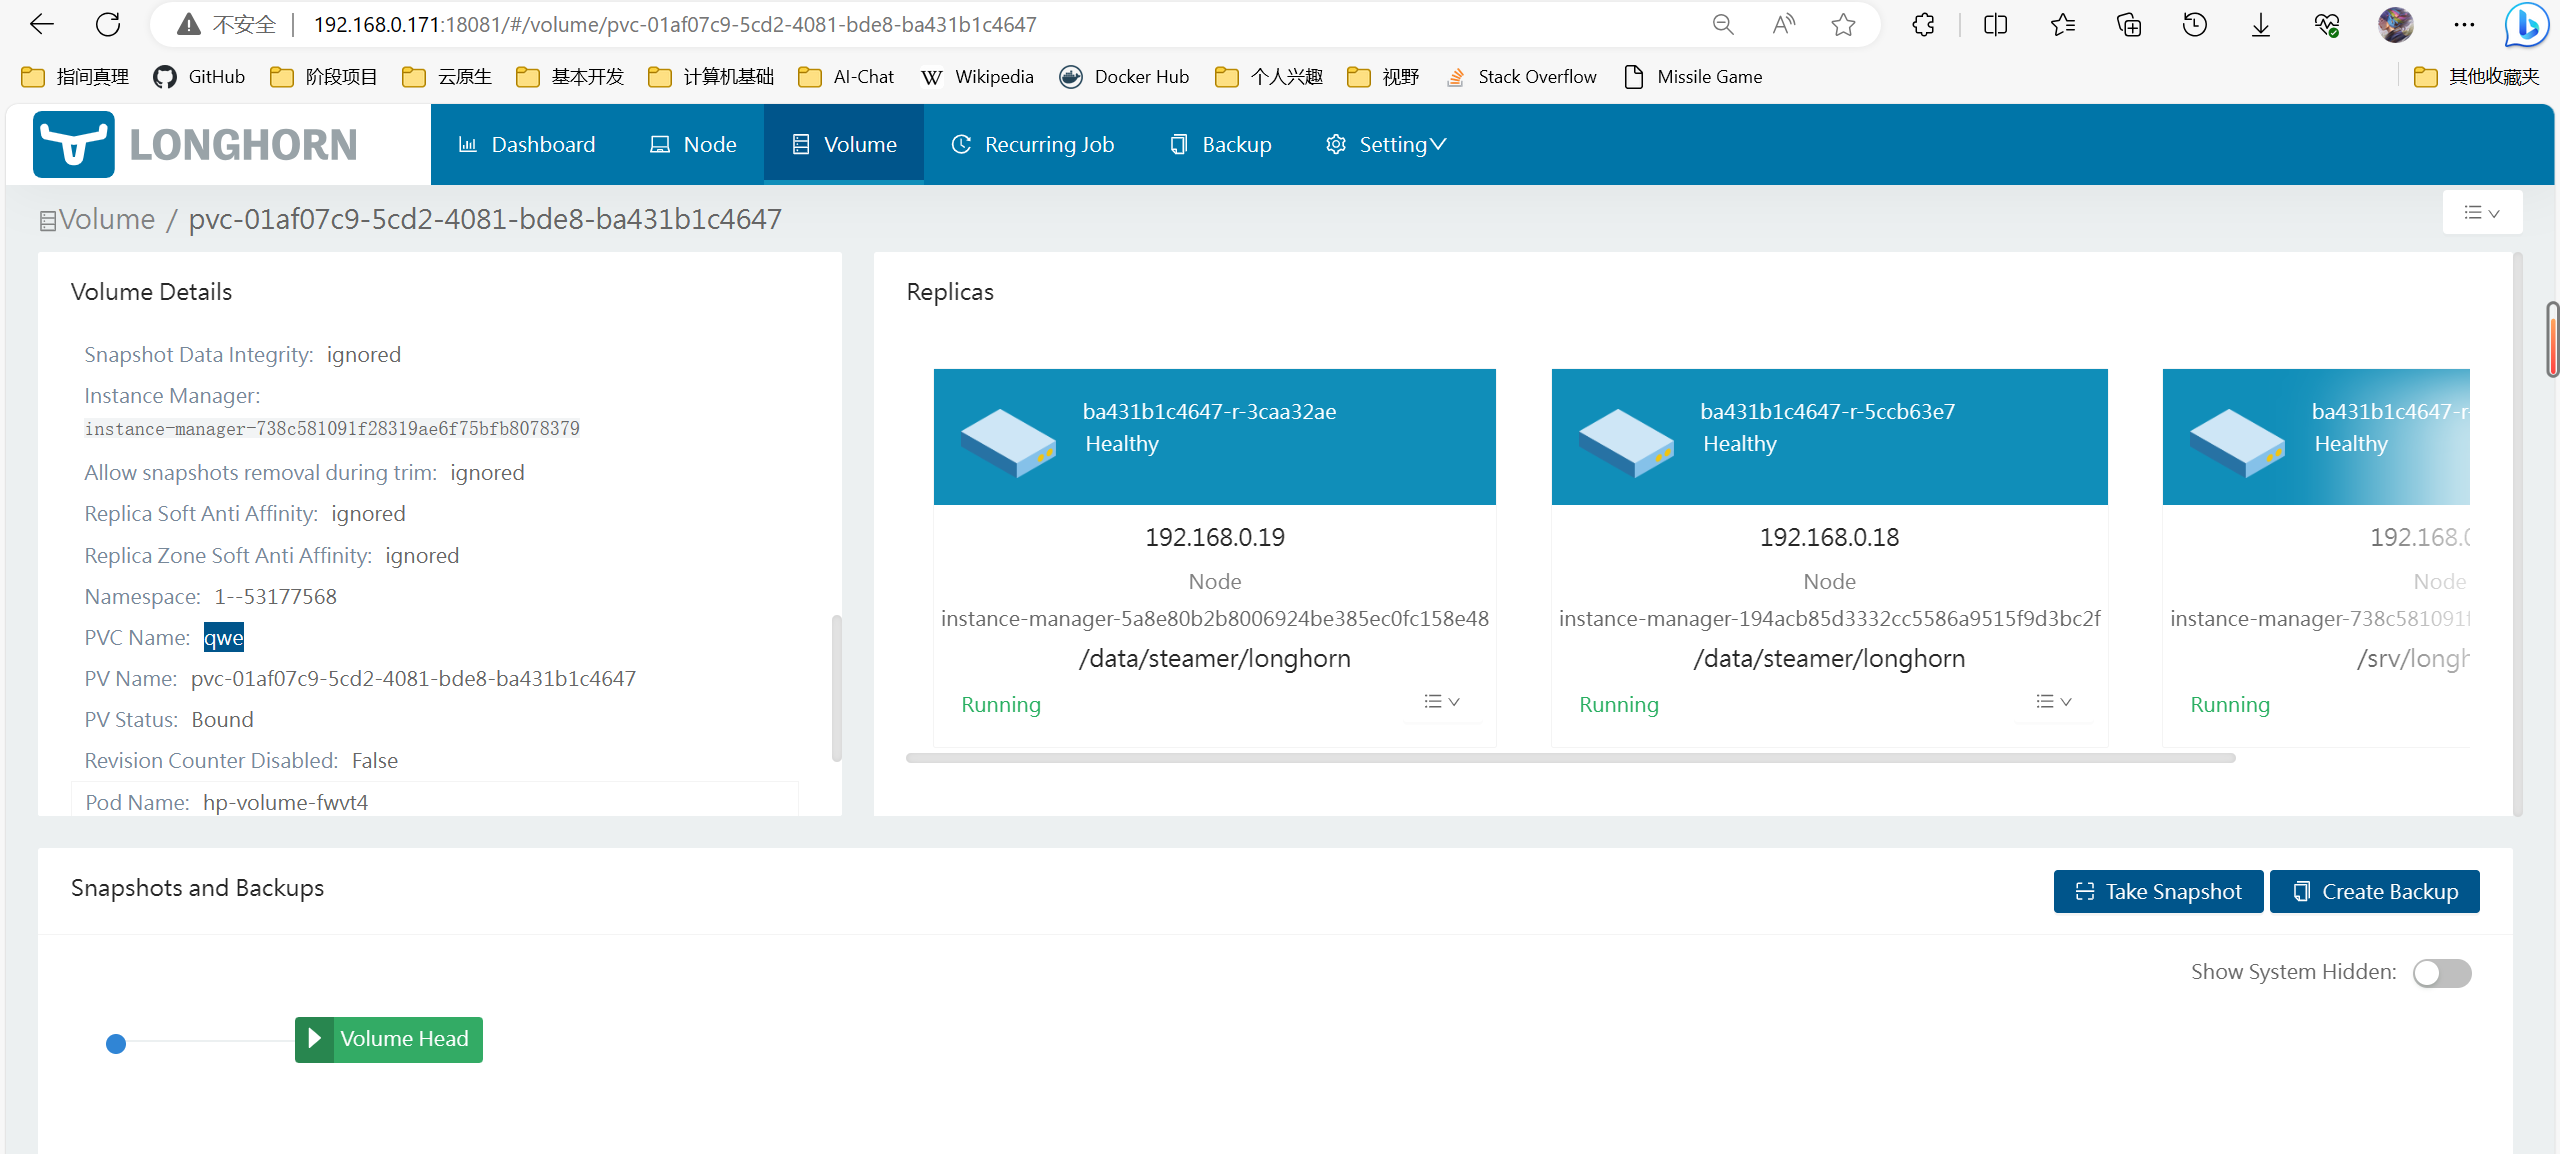 不安全 192.168.0.171:18081/#/volume/pvc-01af07c9-5cd2-4081-bde8-ba431b1c4647
指间真理 GitHub 阶段项目 云原生 基本开发 计算机基础 AI-Chat Wikipedia Docker Hub 个人兴趣 视野 Stack Overflow Missile Game 其他收藏夹
LONGHORN Dashboard Node Volume Recurring Job Backup Setting
Volume / pvc-01af07c9-5cd2-4081-bde8-ba431b1c4647
Volume Details
Snapshot Data Integrity: ignored
Instance Manager:
instance-manager-738c581091f28319ae6f75bfb8078379
Allow snapshots removal during trim: ignored
Replica Soft Anti Affinity: ignored
Replica Zone Soft Anti Affinity: ignored
Namespace: 1--53177568
PVC Name: qwe
PV Name: pvc-01af07c9-5cd2-4081-bde8-ba431b1c4647
PV Status: Bound
Revision Counter Disabled: False
Pod Name: hp-volume-fwvt4
Replicas
ba431b1c4647-r-3caa32ae
Healthy
192.168.0.19
Node
instance-manager-5a8e80b2b8006924be385ec0fc158e48
/data/steamer/longhorn
Running
ba431b1c4647-r-5ccb63e7
Healthy
192.168.0.18
Node
instance-manager-194acb85d3332cc5586a9515f9d3bc2f
/data/steamer/longhorn
Running
ba431b1c4647-r-
Healthy
192.168.0
Node
instance-manager-738c581091f
/srv/longh
Running
Snapshots and Backups
Take Snapshot Create Backup
Show System Hidden:
Volume Head